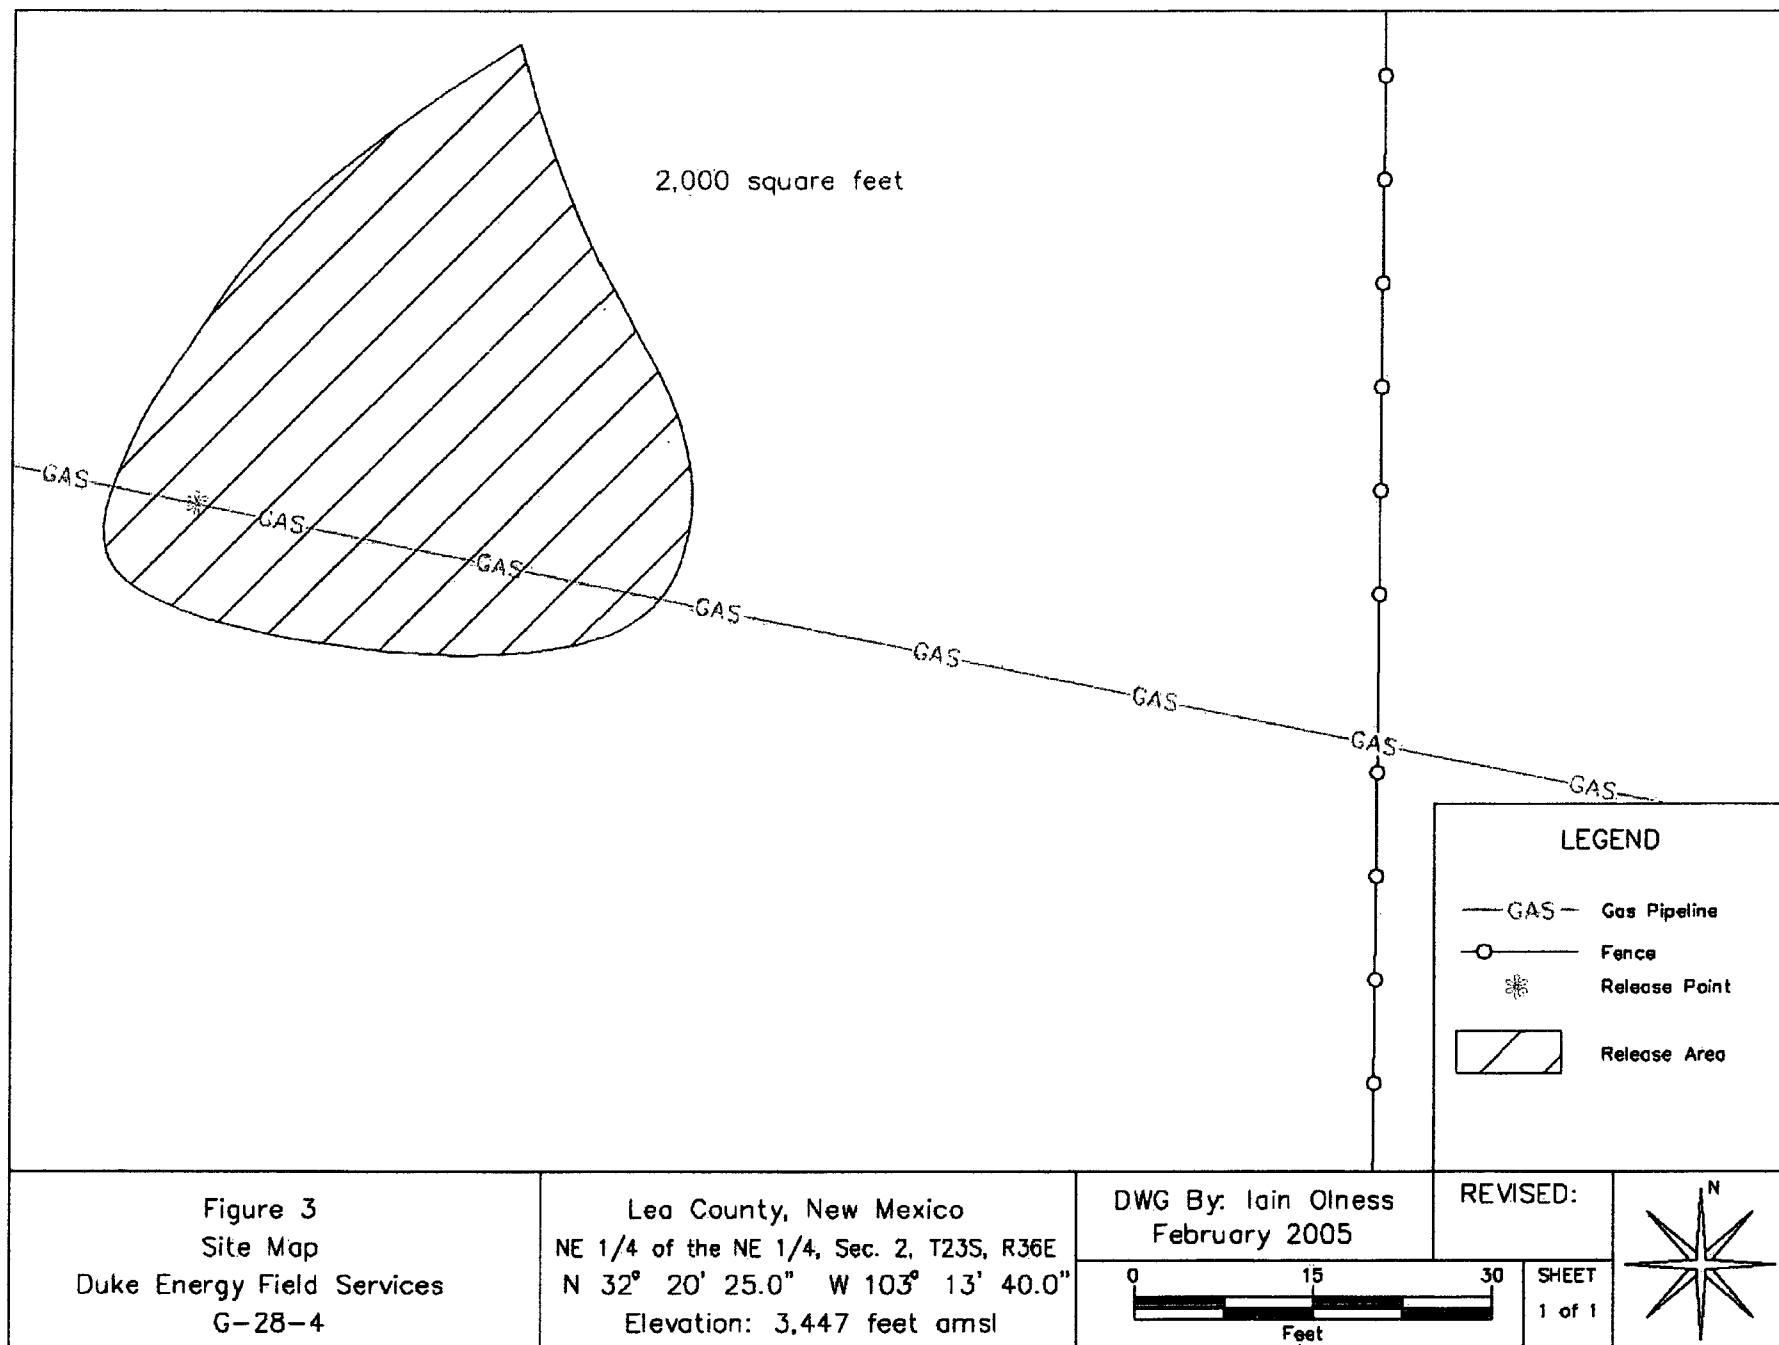 2,000 square feet
GAS
GAS
GAS
GAS
GAS
GAS
GAS
GAS
LEGEND
GAS Gas Pipeline
Fence
Release Point
Release Area
Figure 3
Site Map
Duke Energy Field Services
G-28-4
Lea County, New Mexico
NE 1/4 of the NE 1/4, Sec. 2, T23S, R36E
N 32° 20' 25.0" W 103° 13' 40.0"
Elevation: 3,447 feet amsl
DWG By: Iain Olness
February 2005
REVISED:
0 15 30
Feet
SHEET
1 of 1
N